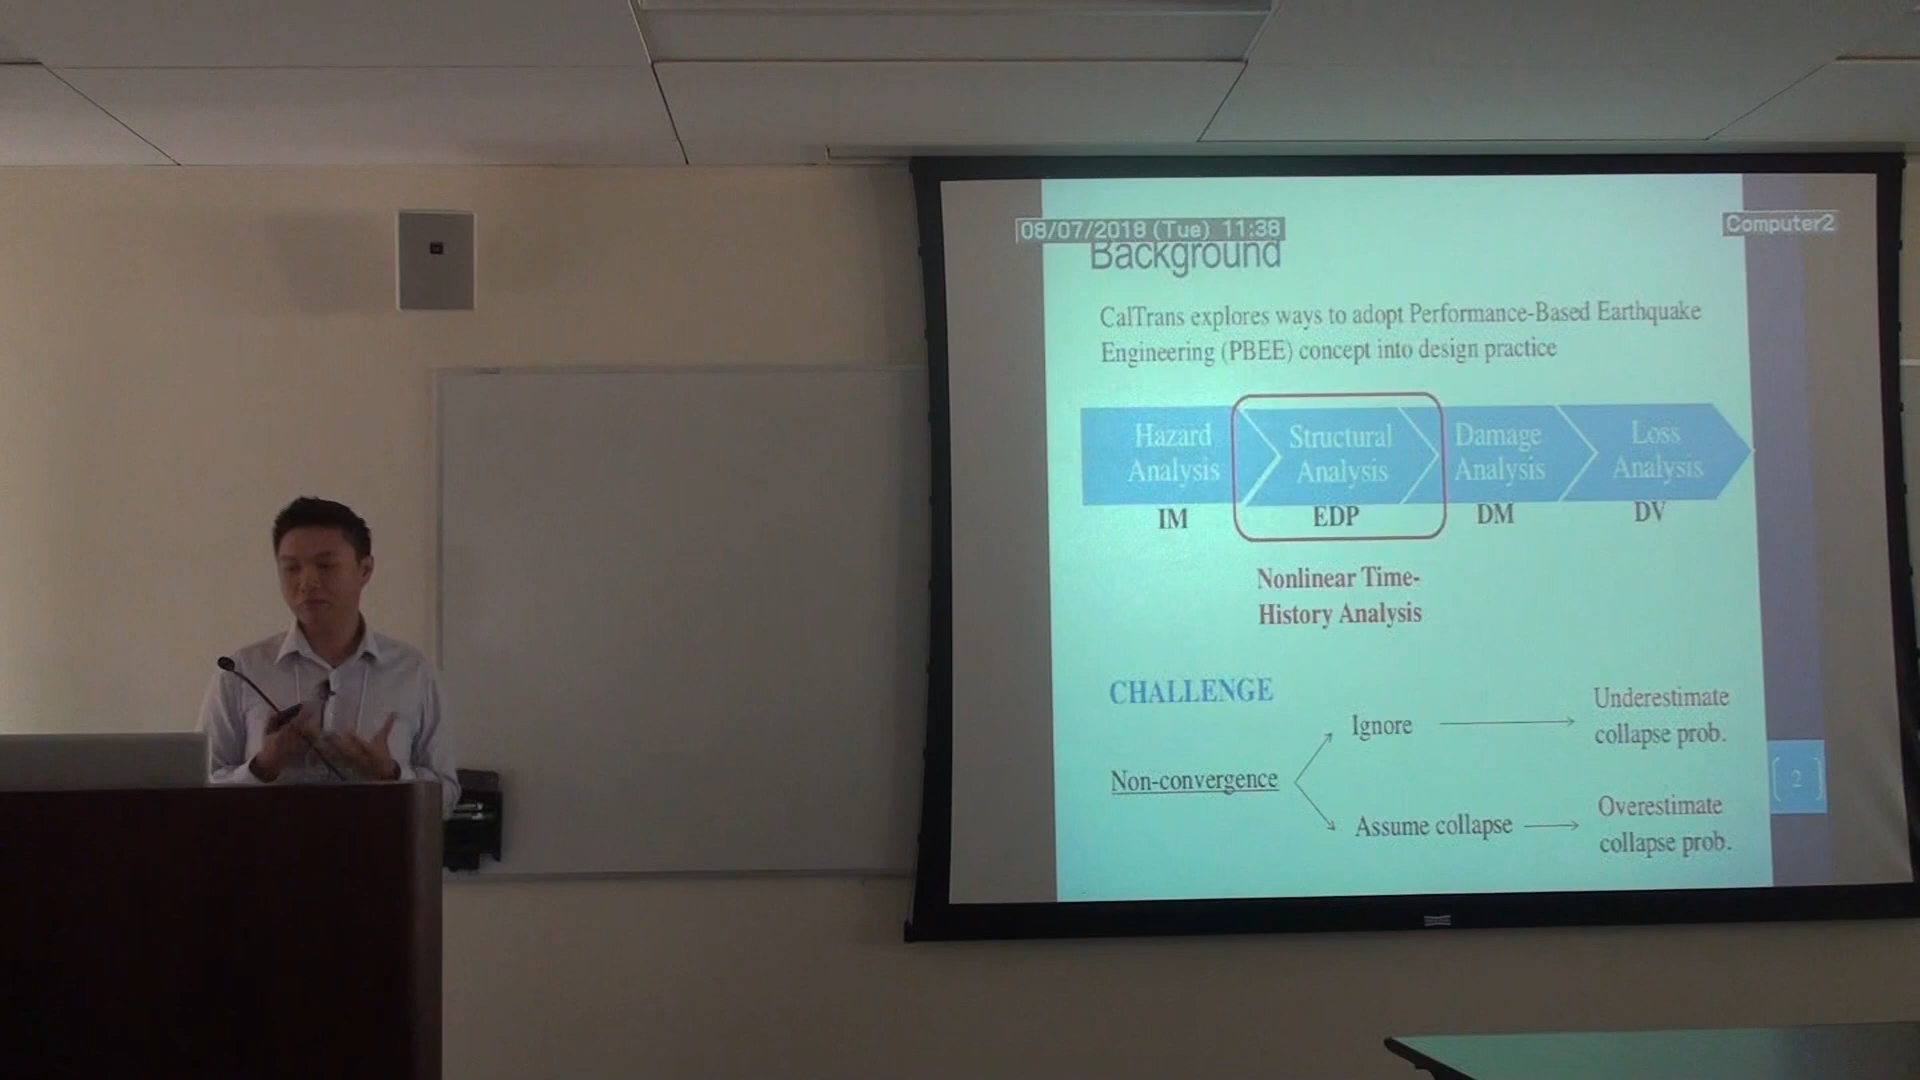 08/07/2018 (Tue) 11:38
Computer2
Background
CalTrans explores ways to adopt Performance-Based Earthquake
Engineering (PBEE) concept into design practice
Hazard
Analysis
Structural
Analysis
Damage
Analysis
Loss
Analysis
IM
EDP
DM
DV
Nonlinear Time-
History Analysis
CHALLENGE
Non-convergence
Ignore
Underestimate
collapse prob.
Assume collapse
Overestimate
collapse prob.
2